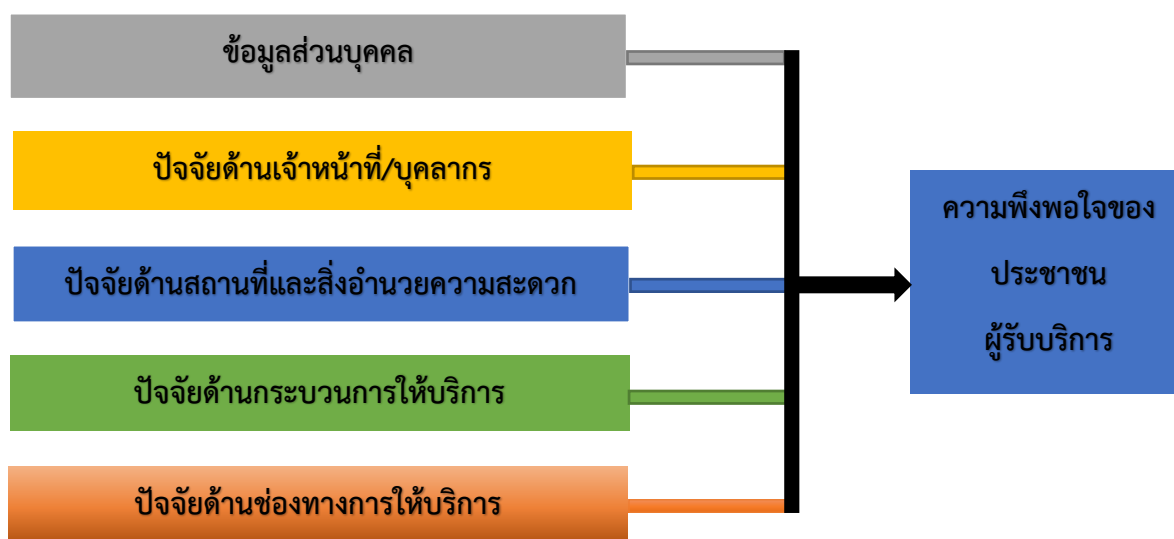 ข้อมูลส่วนบุคคล
ปัจจัยด้านเจ้าหน้าที่/บุคลากร
ปัจจัยด้านสถานที่และสิ่งอำนวยความสะดวก
ปัจจัยด้านกระบวนการให้บริการ
ปัจจัยด้านช่องทางการให้บริการ
ความพึงพอใจของ
ประชาชน
ผู้รับบริการ